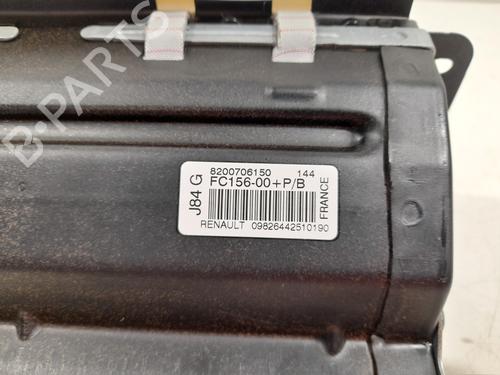 8200706150 144
J84 G
FC156-00+P/B
FRANCE
RENAULT 09826442510190
B-PARTS